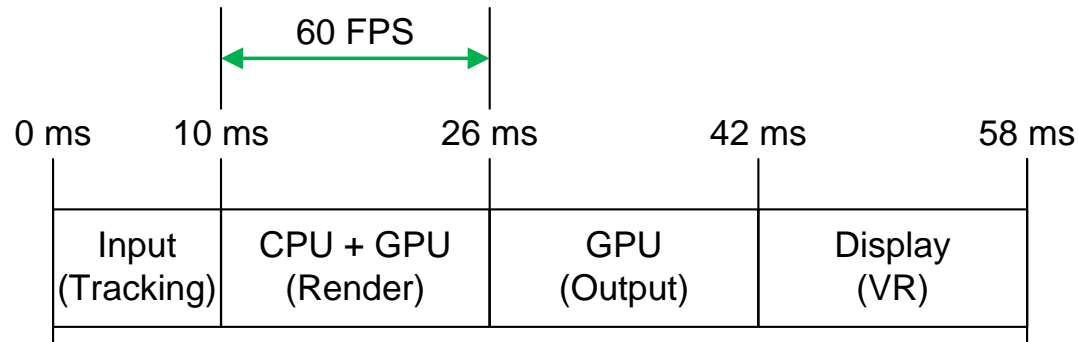 60 FPS
0 ms 10 ms 26 ms 42 ms 58 ms
Input CPU + GPU GPU Display
(Tracking) (Render) (Output) (VR)